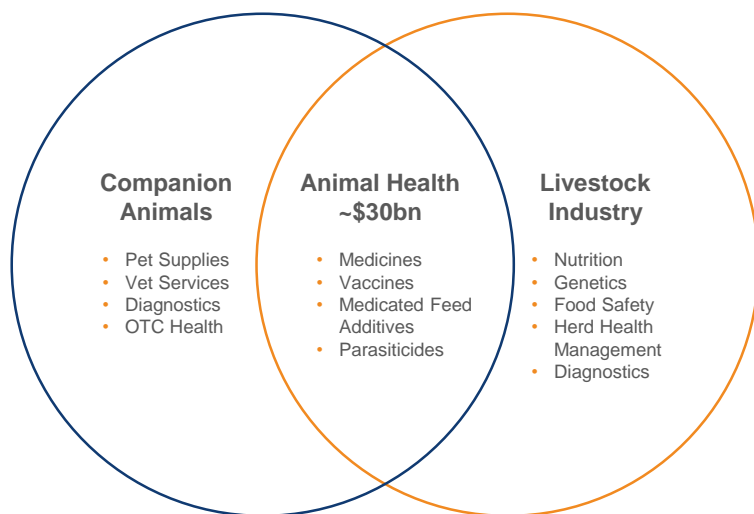 Companion
Animals
• Pet Supplies
• Vet Services
• Diagnostics
• OTC Health
Animal Health
~$30bn
• Medicines
• Vaccines
• Medicated Feed
Additives
• Parasiticides
Livestock
Industry
• Nutrition
• Genetics
• Food Safety
• Herd Health
Management
• Diagnostics